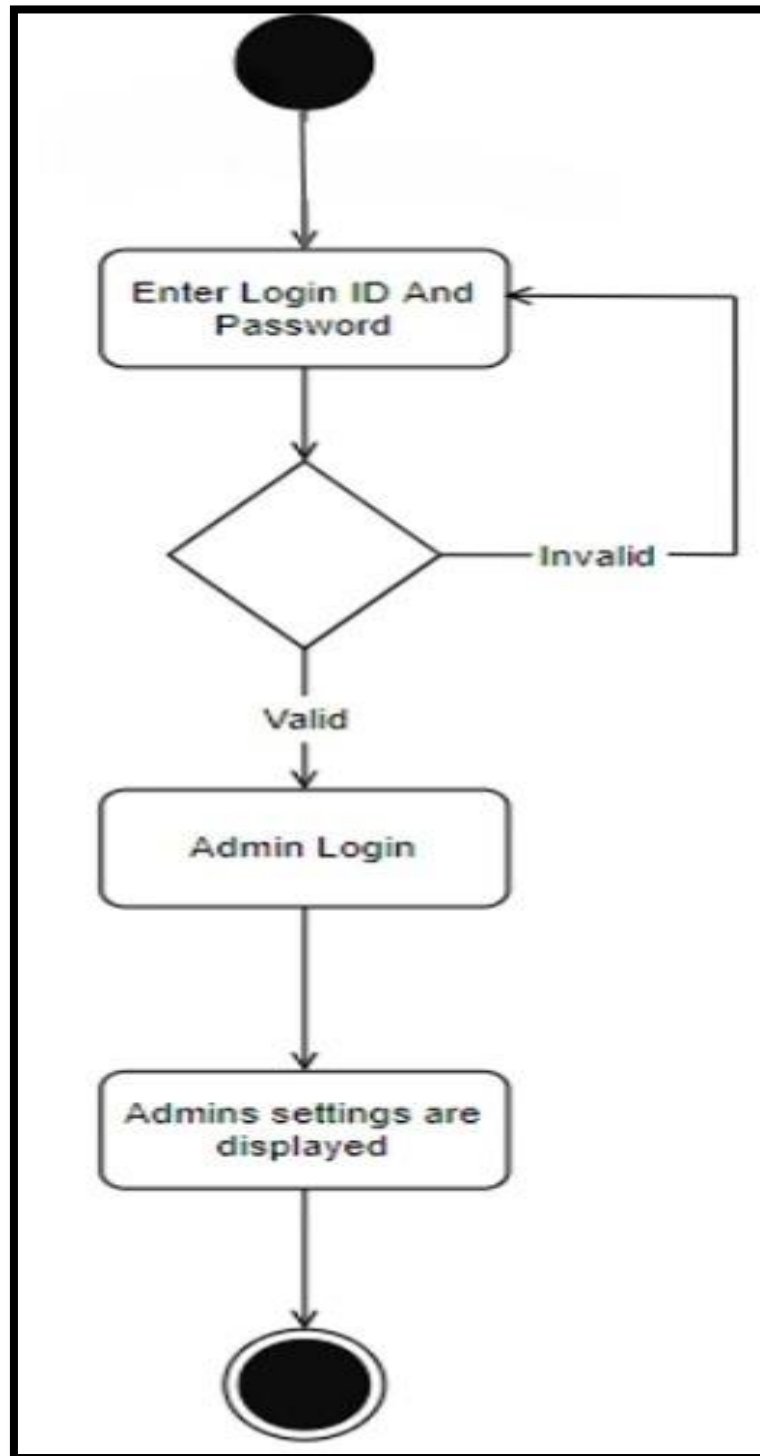 Enter Login ID And
Password
Invalid
Valid
Admin Login
Admins settings are
displayed